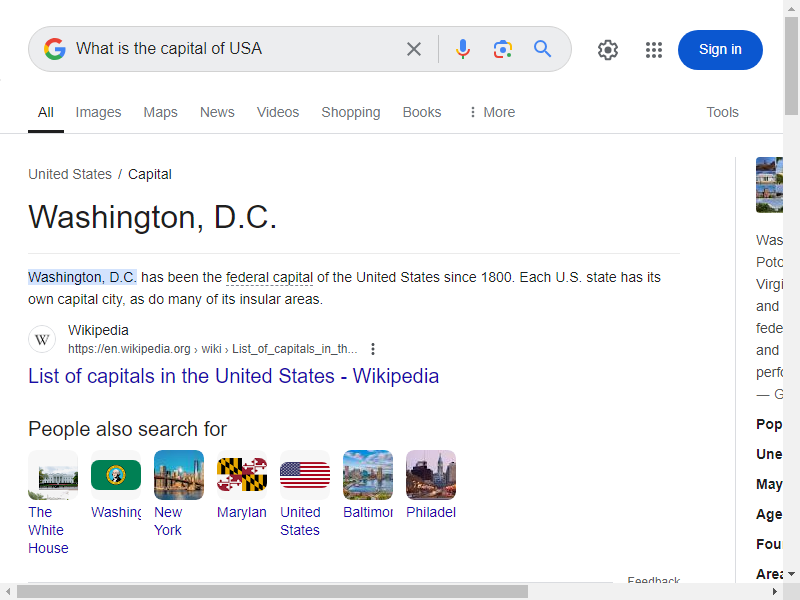 What is the capital of USA
Sign in
All Images Maps News Videos Shopping Books More Tools
United States / Capital
Washington, D.C.
Washington, D.C. has been the federal capital of the United States since 1800. Each U.S. state has its
own capital city, as do many of its insular areas.
W
Wikipedia
https://en.wikipedia.org › wiki › List_of_capitals_in_th...
List of capitals in the United States - Wikipedia
People also search for
The White House
Washing
New York
Marylan
United States
Baltimor
Philadel
Feedback
Was
Poto
Virgi
and
fede
and
perfo
— G
Pop
Une
May
Age
Fou
Area